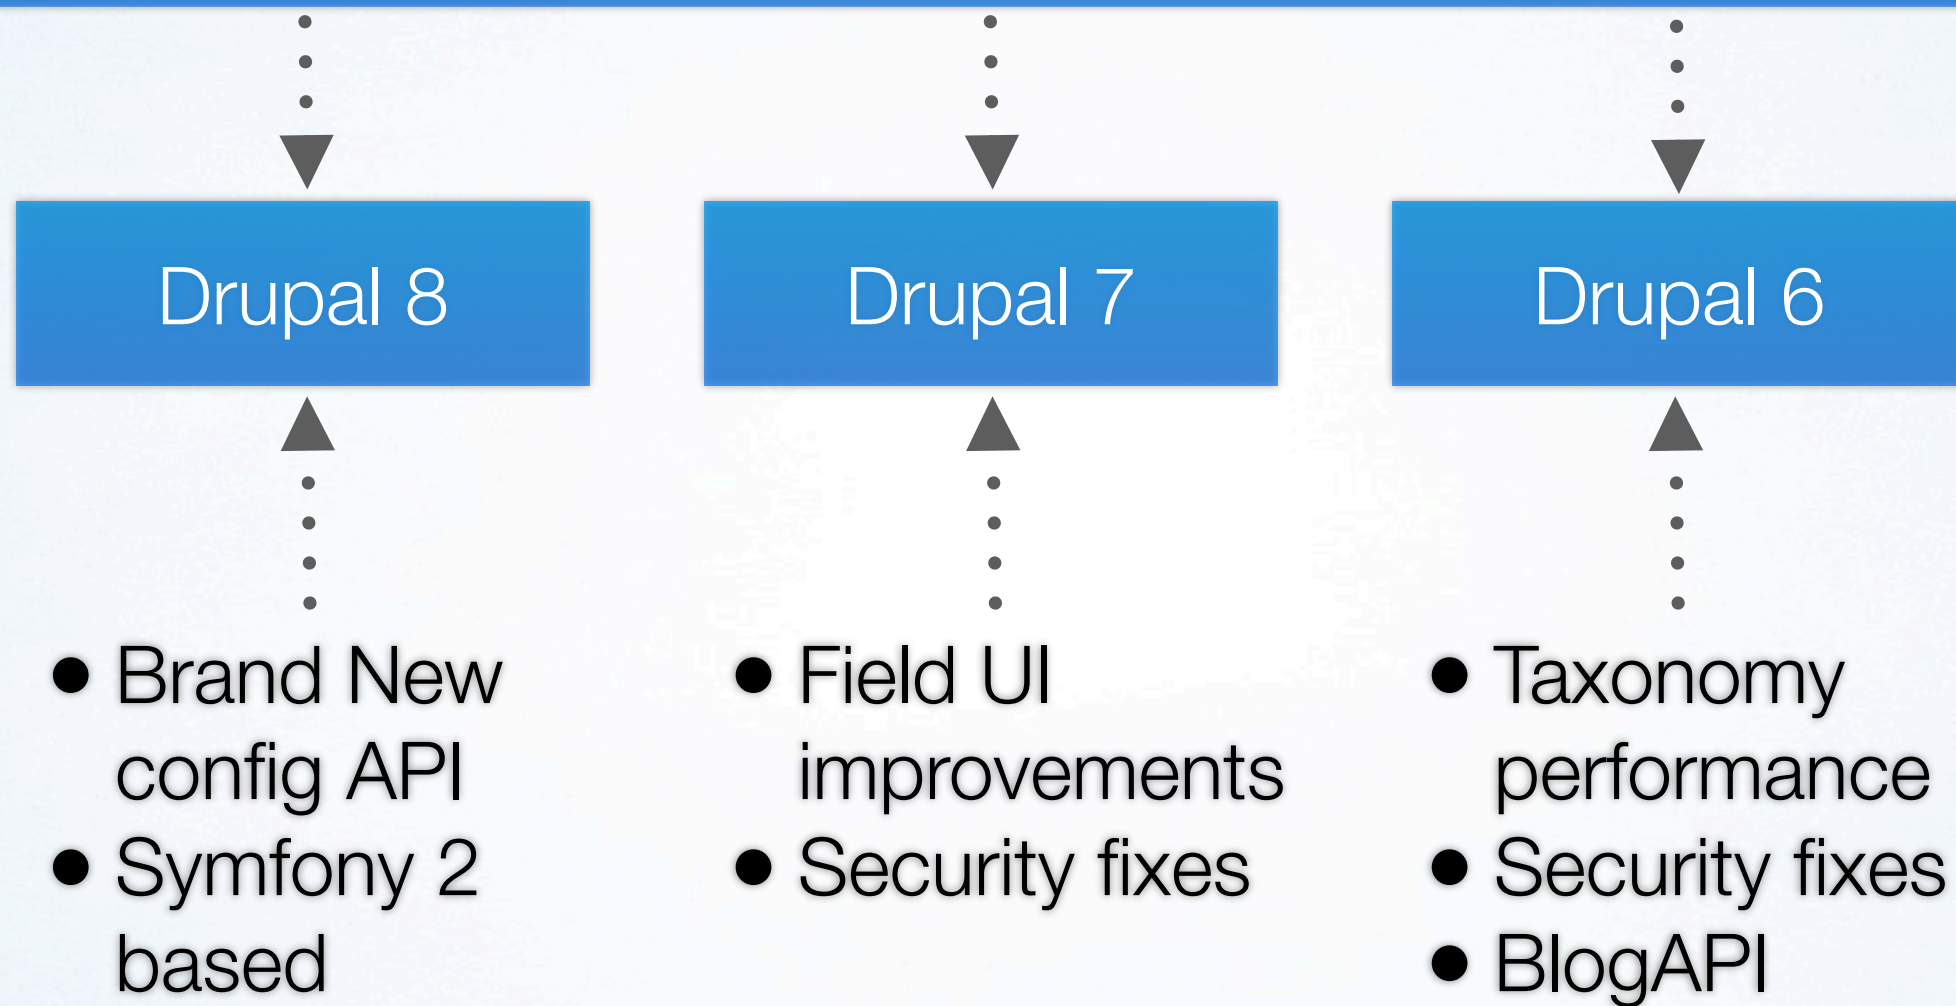 Drupal 8
Drupal 7
Drupal 6
• Brand New
config API
• Symfony 2
based
• Field UI
improvements
• Security fixes
• Taxonomy
performance
• Security fixes
• BlogAPI